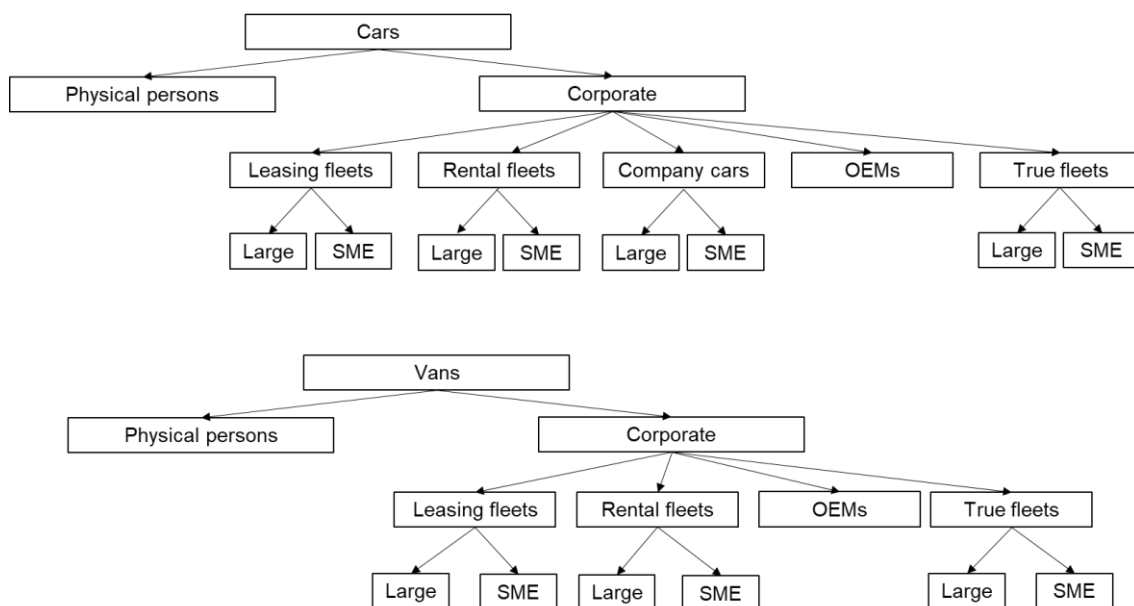 Cars
Physical persons
Corporate
Leasing fleets
Rental fleets
Company cars
OEMs
True fleets
Large
SME
Large
SME
Large
SME
Large
SME
Vans
Physical persons
Corporate
Leasing fleets
Rental fleets
OEMs
True fleets
Large
SME
Large
SME
Large
SME